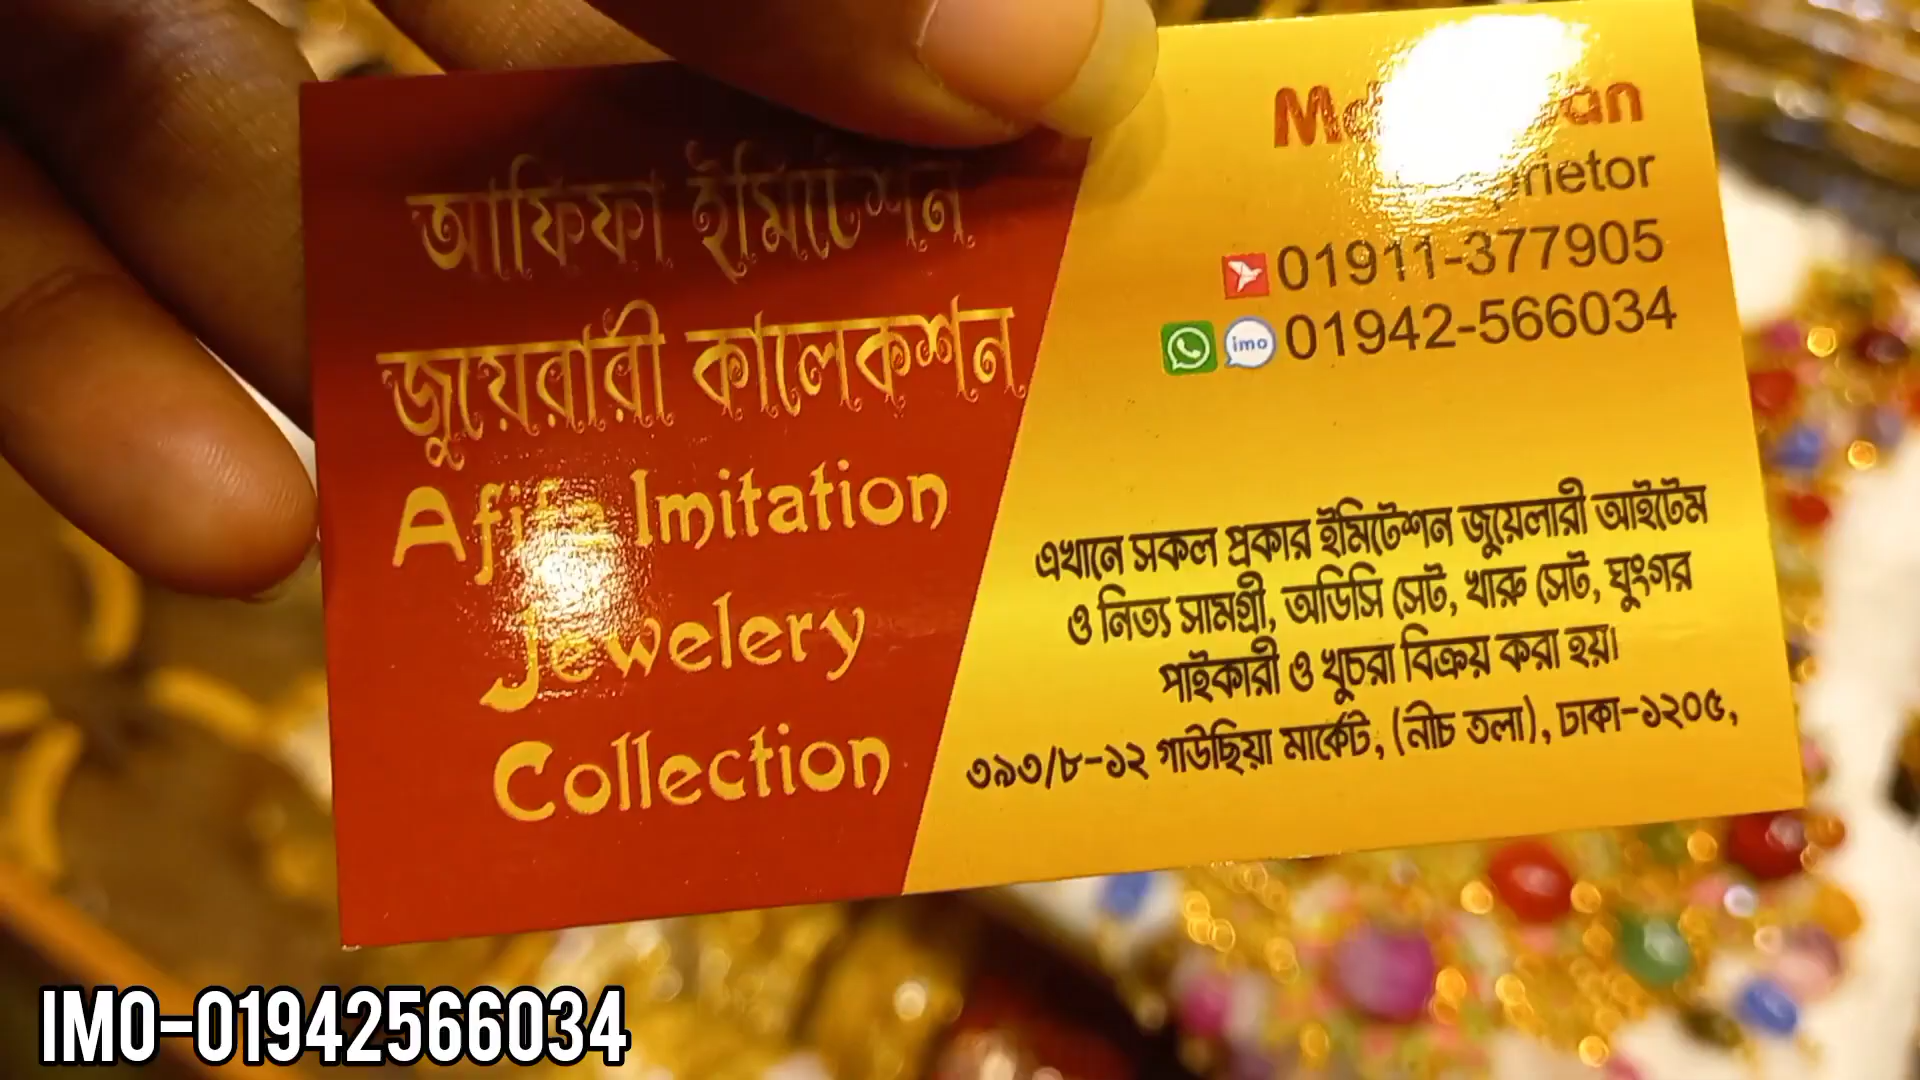 আফিফা ইমিটেশন
জুয়েরারী কালেকশন
Afifa Imitation
Jewelery
Collection
01911-377905
imo 01942-566034
এখানে সকল প্রকার ইমিটেশন জুয়েলারী আইটেম
ও নিত্য সামগ্রী, অডিসি সেট, খারু সেট, ঘুংগর
পাইকারী ও খুচরা বিক্রয় করা হয়।
৩৯৩/৮-১২ গাউছিয়া মার্কেট, (নীচ তলা), ঢাকা-১২০৫,
IMO-01942566034